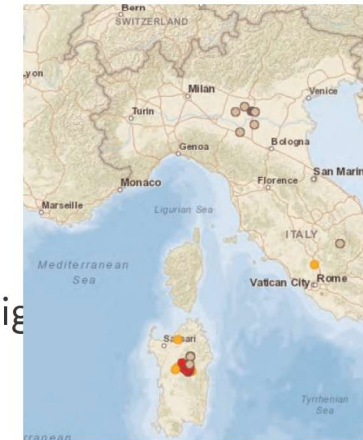 Bern
SWITZERLAND
Lyon
Milan
Venice
Turin
Genoa
Bologna
Florence
San Marin
Monaco
Marseille
Ligurian Sea
ITALY
Mediterranean
Sea
Vatican City
Rome
ig
Sassari
Tyrrhenian
Sea
rranean